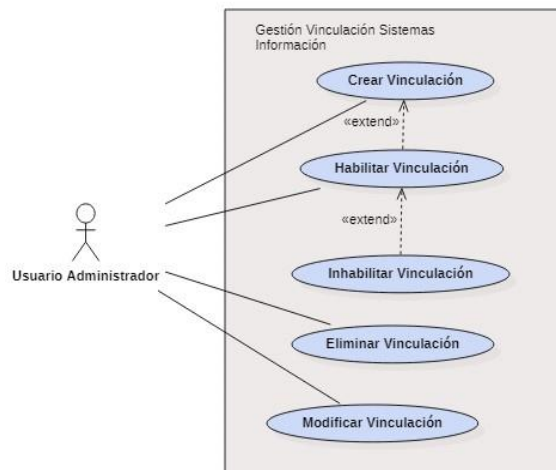 Gestión Vinculación Sistemas
Información
Crear Vinculación
«extend»
Habilitar Vinculación
«extend»
Usuario Administrador
Inhabilitar Vinculación
Eliminar Vinculación
Modificar Vinculación